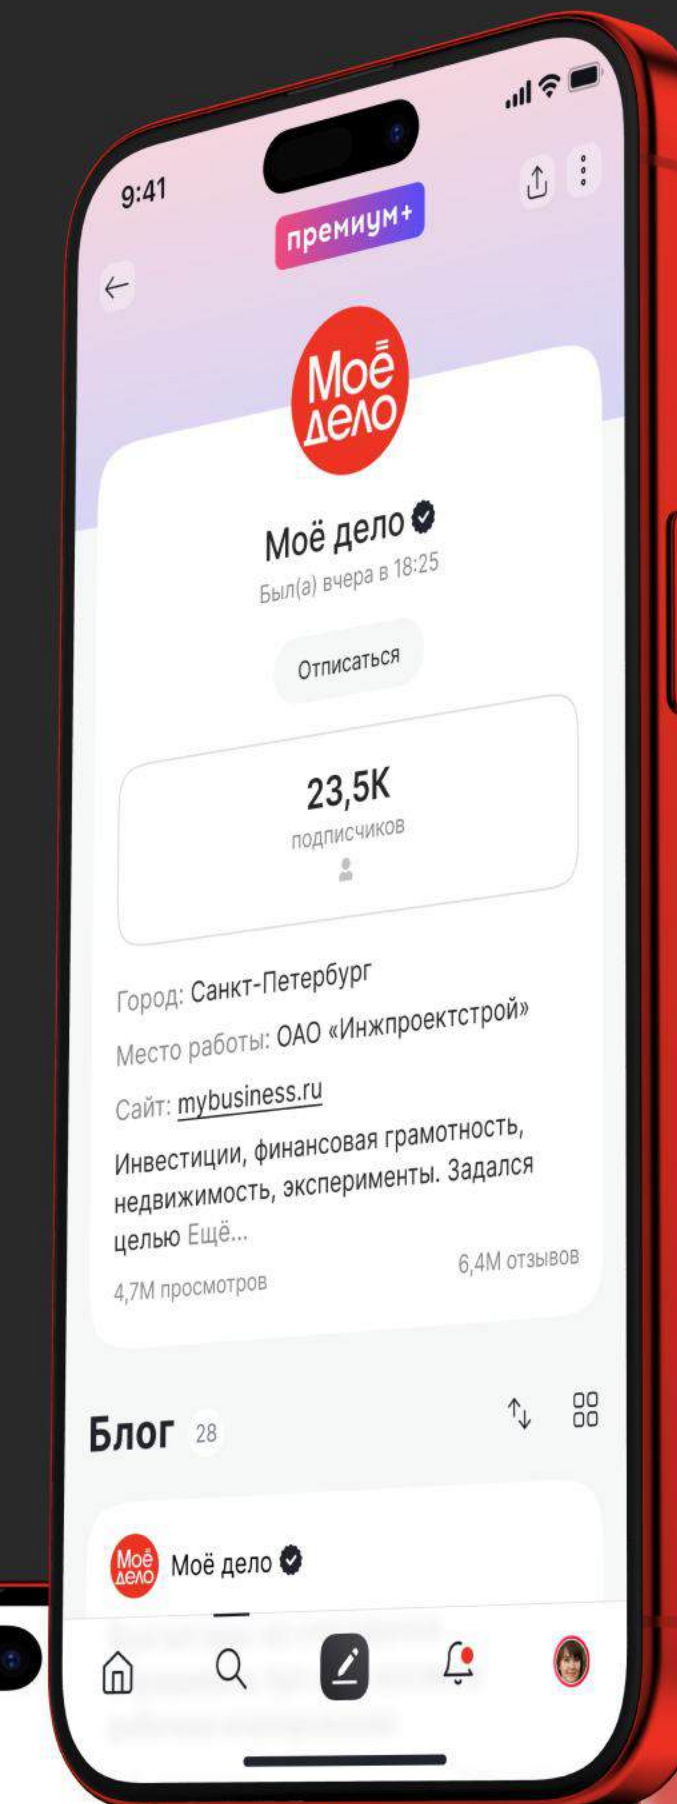 9:41
премиум+
Моё
дело
Моё дело
Был(а) вчера в 18:25
Отписаться
23,5K
подписчиков
Город: Санкт-Петербург
Место работы: ОАО «Инжпроектстрой»
Сайт: mybusiness.ru
Инвестиции, финансовая грамотность,
недвижимость, эксперименты. Задался
целью Ещё...
4,7M просмотров
6,4M отзывов
Блог 28
Моё
дело
Моё дело